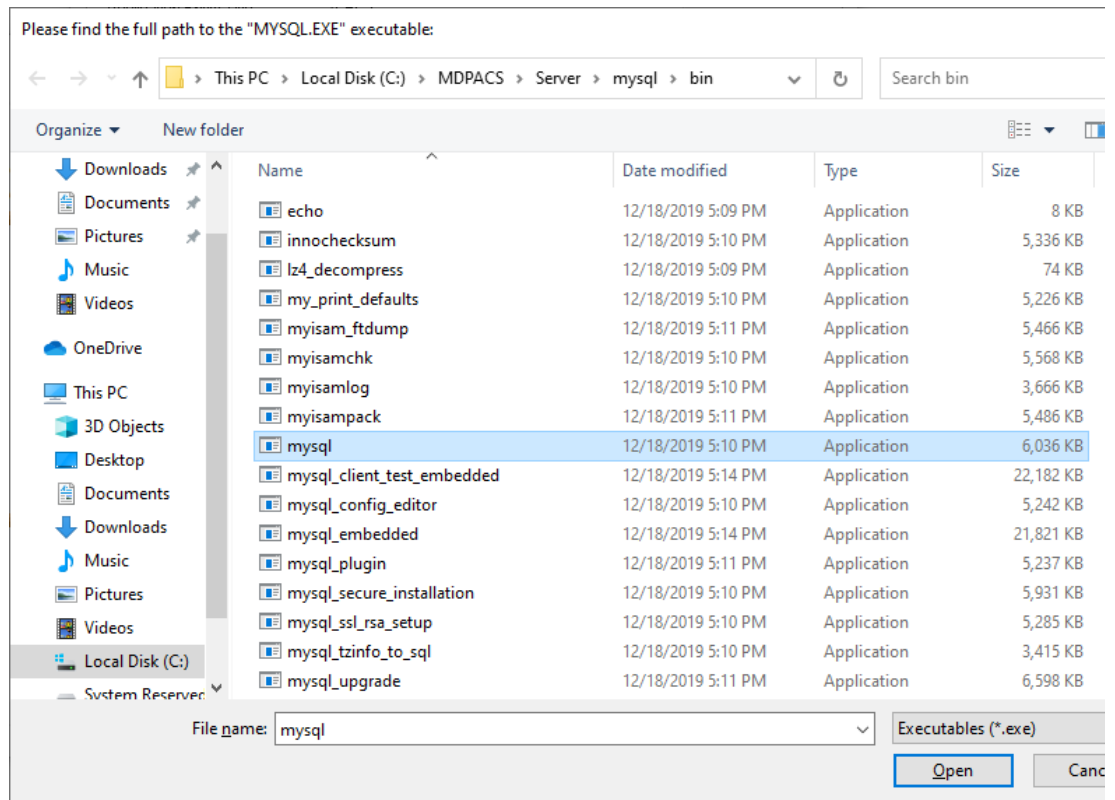 Please find the full path to the "MYSQL.EXE" executable:
This PC > Local Disk (C:) > MDPACS > Server > mysql > bin
Search bin
Organize New folder
Name Date modified Type Size
Downloads
Documents
Pictures
Music
Videos
OneDrive
This PC
3D Objects
Desktop
Documents
Downloads
Music
Pictures
Videos
Local Disk (C:)
System Reserved
echo 12/18/2019 5:09 PM Application 8 KB
innochecksum 12/18/2019 5:10 PM Application 5,336 KB
lz4_decompress 12/18/2019 5:09 PM Application 74 KB
my_print_defaults 12/18/2019 5:10 PM Application 5,226 KB
myisam_ftdump 12/18/2019 5:11 PM Application 5,466 KB
myisamchk 12/18/2019 5:10 PM Application 5,568 KB
myisamlog 12/18/2019 5:10 PM Application 3,666 KB
myisampack 12/18/2019 5:11 PM Application 5,486 KB
mysql 12/18/2019 5:10 PM Application 6,036 KB
mysql_client_test_embedded 12/18/2019 5:14 PM Application 22,182 KB
mysql_config_editor 12/18/2019 5:10 PM Application 5,242 KB
mysql_embedded 12/18/2019 5:14 PM Application 21,821 KB
mysql_plugin 12/18/2019 5:11 PM Application 5,237 KB
mysql_secure_installation 12/18/2019 5:10 PM Application 5,931 KB
mysql_ssl_rsa_setup 12/18/2019 5:10 PM Application 5,285 KB
mysql_tzinfo_to_sql 12/18/2019 5:10 PM Application 3,415 KB
mysql_upgrade 12/18/2019 5:11 PM Application 6,598 KB
File name: mysql Executables (*.exe)
Open Canc